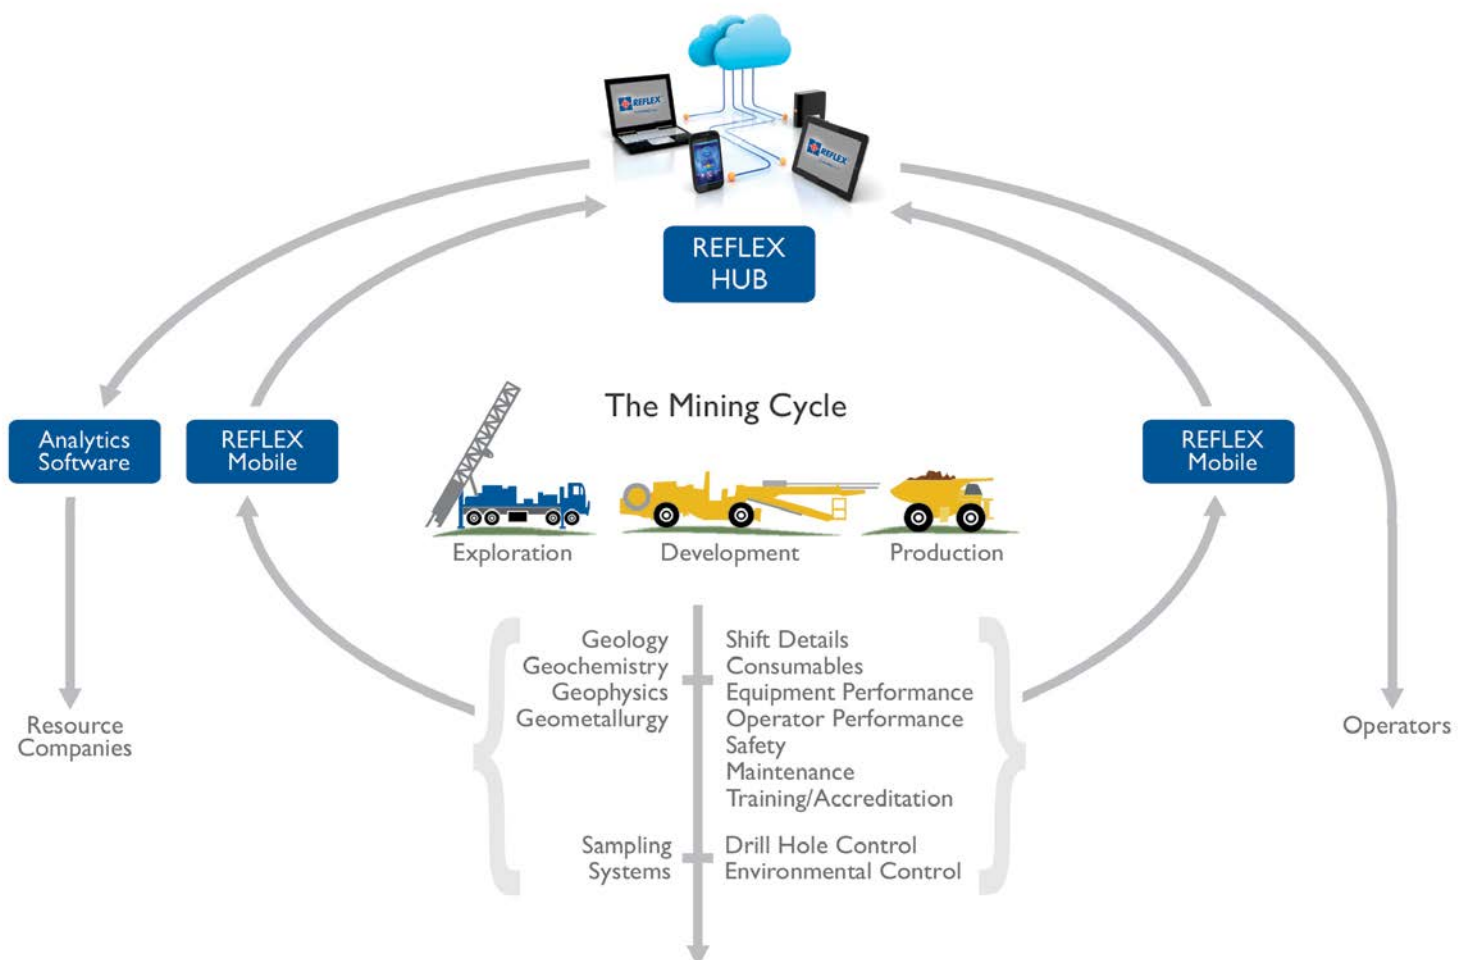 REFLEX
REFLEX
REFLEX
HUB
The Mining Cycle
Analytics
Software
REFLEX
Mobile
REFLEX
Mobile
Exploration
Development
Production
Geology
Geochemistry
Geophysics
Geometallurgy
Shift Details
Consumables
Equipment Performance
Operator Performance
Safety
Maintenance
Training/Accreditation
Resource
Companies
Operators
Sampling
Systems
Drill Hole Control
Environmental Control